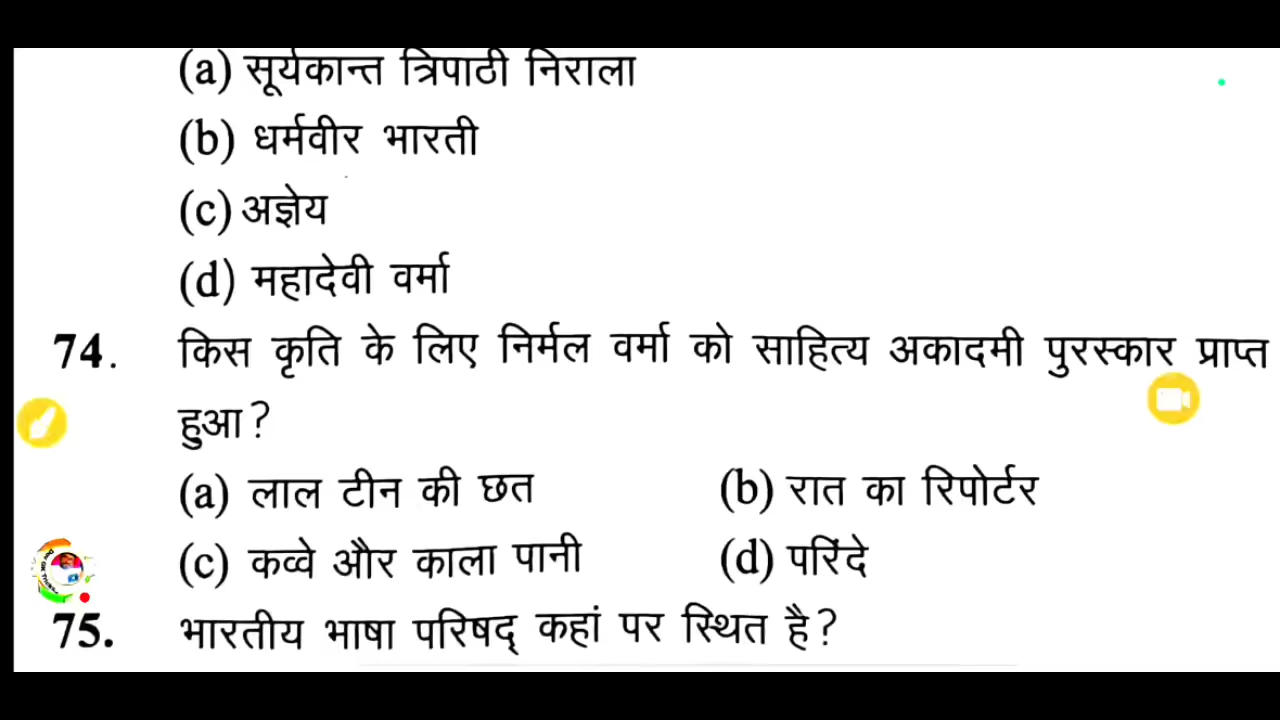 (a) सूर्यकान्त त्रिपाठी निराला
(b) धर्मवीर भारती
(c) अज्ञेय
(d) महादेवी वर्मा
74. किस कृति के लिए निर्मल वर्मा को साहित्य अकादमी पुरस्कार प्राप्त
हुआ?
(a) लाल टीन की छत (b) रात का रिपोर्टर
(c) कव्वे और काला पानी (d) परिंदे
75. भारतीय भाषा परिषद् कहां पर स्थित है?